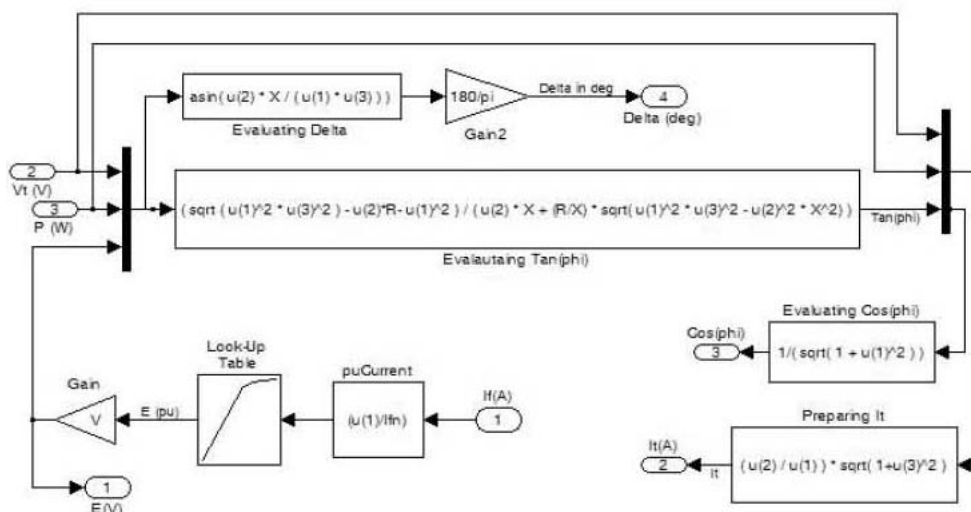 asin( u(2) * X / ( u(1) * u(3) ) )
Evaluating Delta
180/pi
Gain2
Delta in deg
4
Delta (deg)
2
Vt (V)
3
P (W)
( sqrt ( u(1)^2 * u(3)^2 ) - u(2)*R- u(1)^2 ) / ( u(2) * X + (R/X) * sqrt( u(1)^2 * u(3)^2 - u(2)^2 * X^2) )
Tan(phi)
Evalautaing Tan(phi)
Evaluating Cos(phi)
Cos(phi)
3
1/( sqrt( 1 + u(1)^2 ) )
Look-Up
Table
Gain
V
E (pu)
puCurrent
(u(1)/Ifn)
If(A)
1
Preparing It
It(A)
2
It
( u(2) / u(1) ) * sqrt( 1+u(3)^2 )
1
E(V)